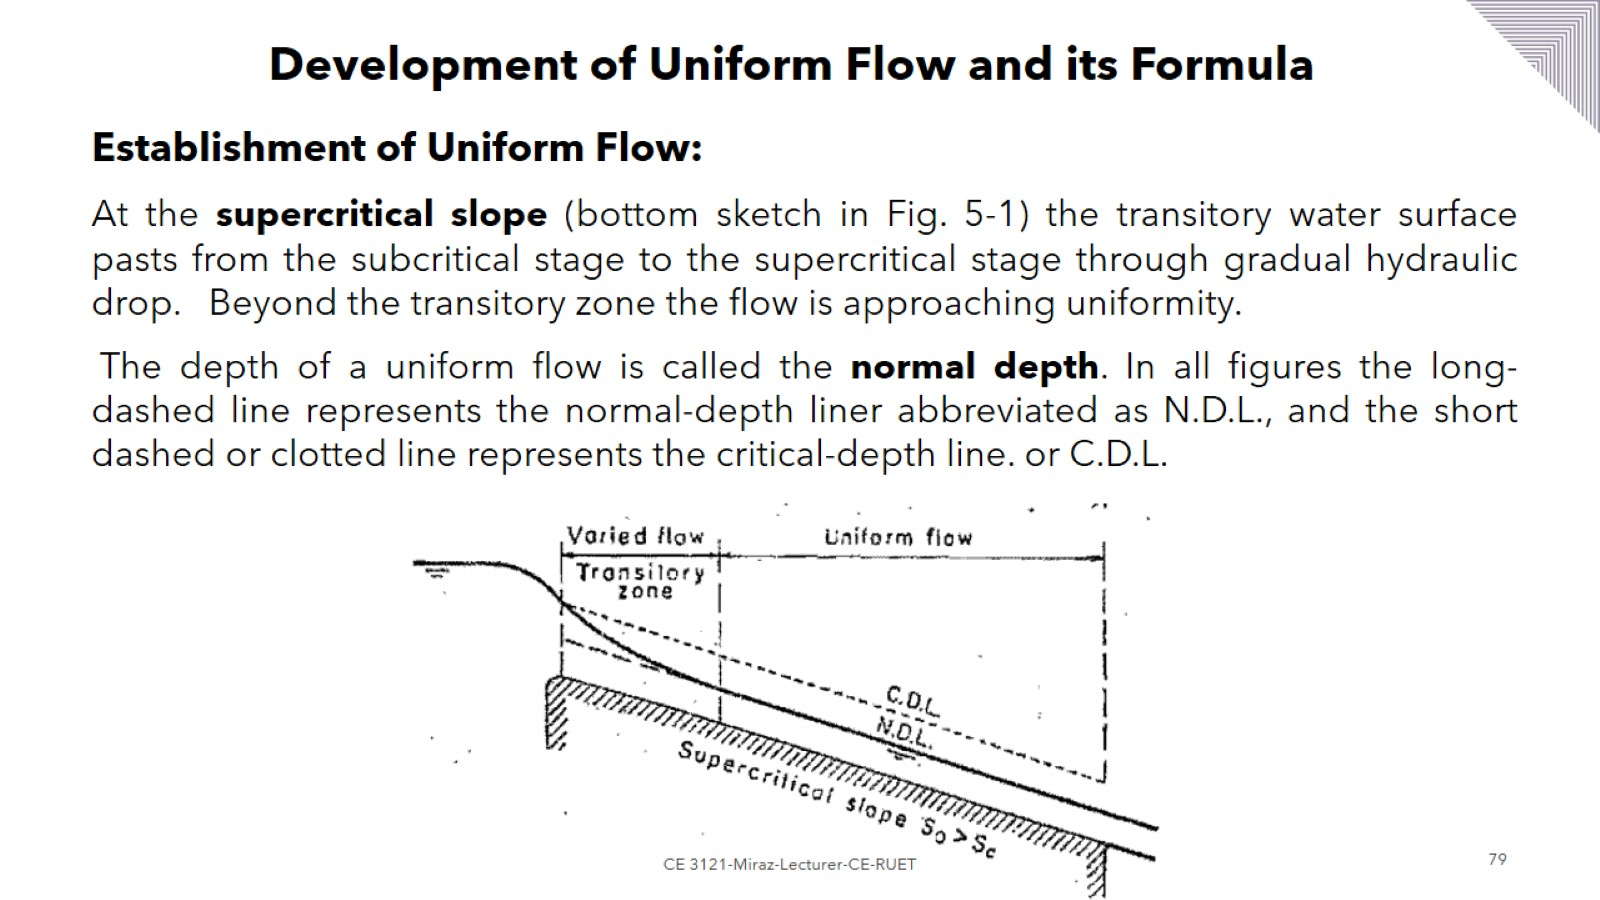 Development of Uniform Flow and its Formula
Establishment of Uniform Flow:
At the supercritical slope (bottom sketch in Fig. 5-1) the transitory water surface
pasts from the subcritical stage to the supercritical stage through gradual hydraulic
drop. Beyond the transitory zone the flow is approaching uniformity.
The depth of a uniform flow is called the normal depth. In all figures the long-
dashed line represents the normal-depth liner abbreviated as N.D.L., and the short
dashed or clotted line represents the critical-depth line. or C.D.L.
Varied flow
Uniform flow
Transitory
zone
C.D.L.
N.D.L.
Supercritical slope So > Sc
CE 3121-Miraz-Lecturer-CE-RUET
79